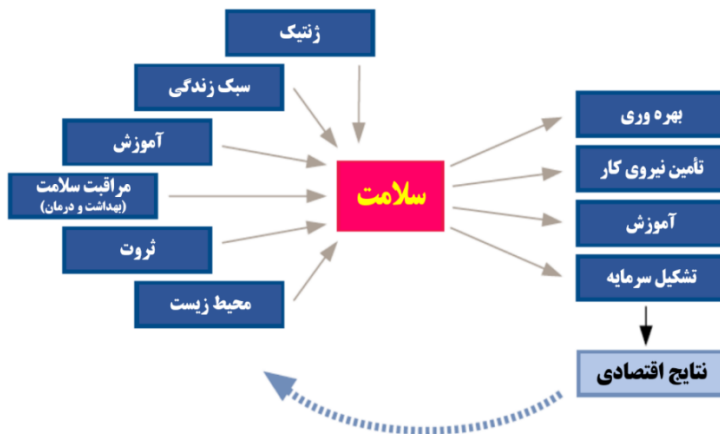 ژنتیک
سبک زندگی
آموزش
مراقبت سلامت
(بهداشت و درمان)
ثروت
محیط زیست
سلامت
بهره وری
تأمین نیروی کار
آموزش
تشکیل سرمایه
نتایج اقتصادی